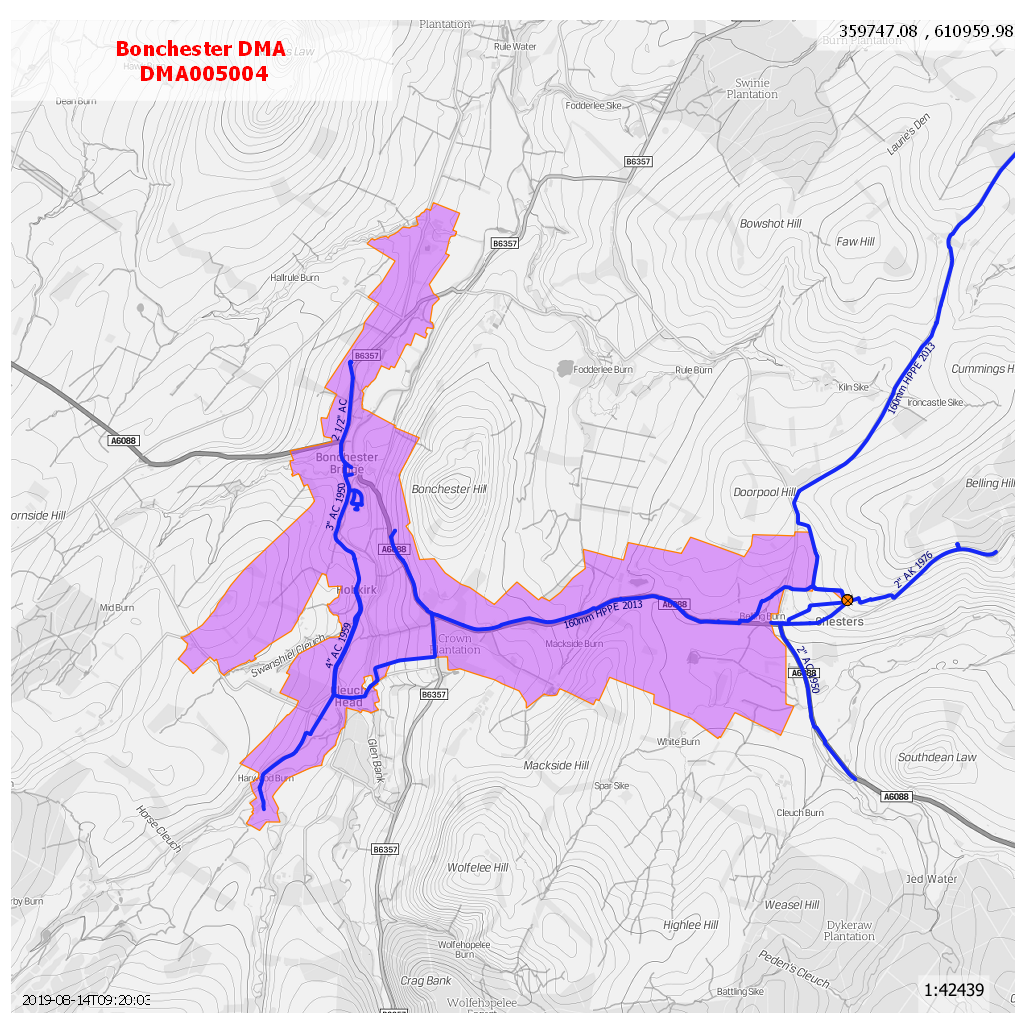 Plantation
359747.08 , 610959.98
Burn Plantation
Rule Water
Bonchester DMA
DMA005004
s Law
Swinie
Plantation
Dean Burn
Fodderlee Sike
Laurie's Den
B6357
Bowshot Hill
Faw Hill
B6357
Hallrule Burn
B6357
160mm HPPE 2013
Fodderlee Burn
Rule Burn
Cummings H
Kiln Sike
Ironcastle Sike
2 1/2" AC
A6088
Bonchester
Bridge
Bonchester Hill
Doorpool Hill
Belling Hill
ornside Hill
3" AC 1950
A6088
2" AK 1976
Hobkirk
Mid Burn
160mm HPPE 2013
A6088
Belling Burn
Chesters
4" AC 1959
Swanshiel Cleuch
Crown
Plantation
Mackside Burn
2" AC 1950
A6088
Cleuch
Head
B6357
Glen Bank
White Burn
Mackside Hill
Southdean Law
Harwood Burn
Spar Sike
A6088
Horse Cleuch
Cleuch Burn
B6357
Wolfelee Hill
Jed Water
rby Burn
Weasel Hill
Highlee Hill
Dykeraw
Plantation
Wolfehopelee
Burn
Peden's Cleuch
Crag Bank
Battling Sike
1:42439
2019-08-14T09:20:03
Wolfehopelee
B6357